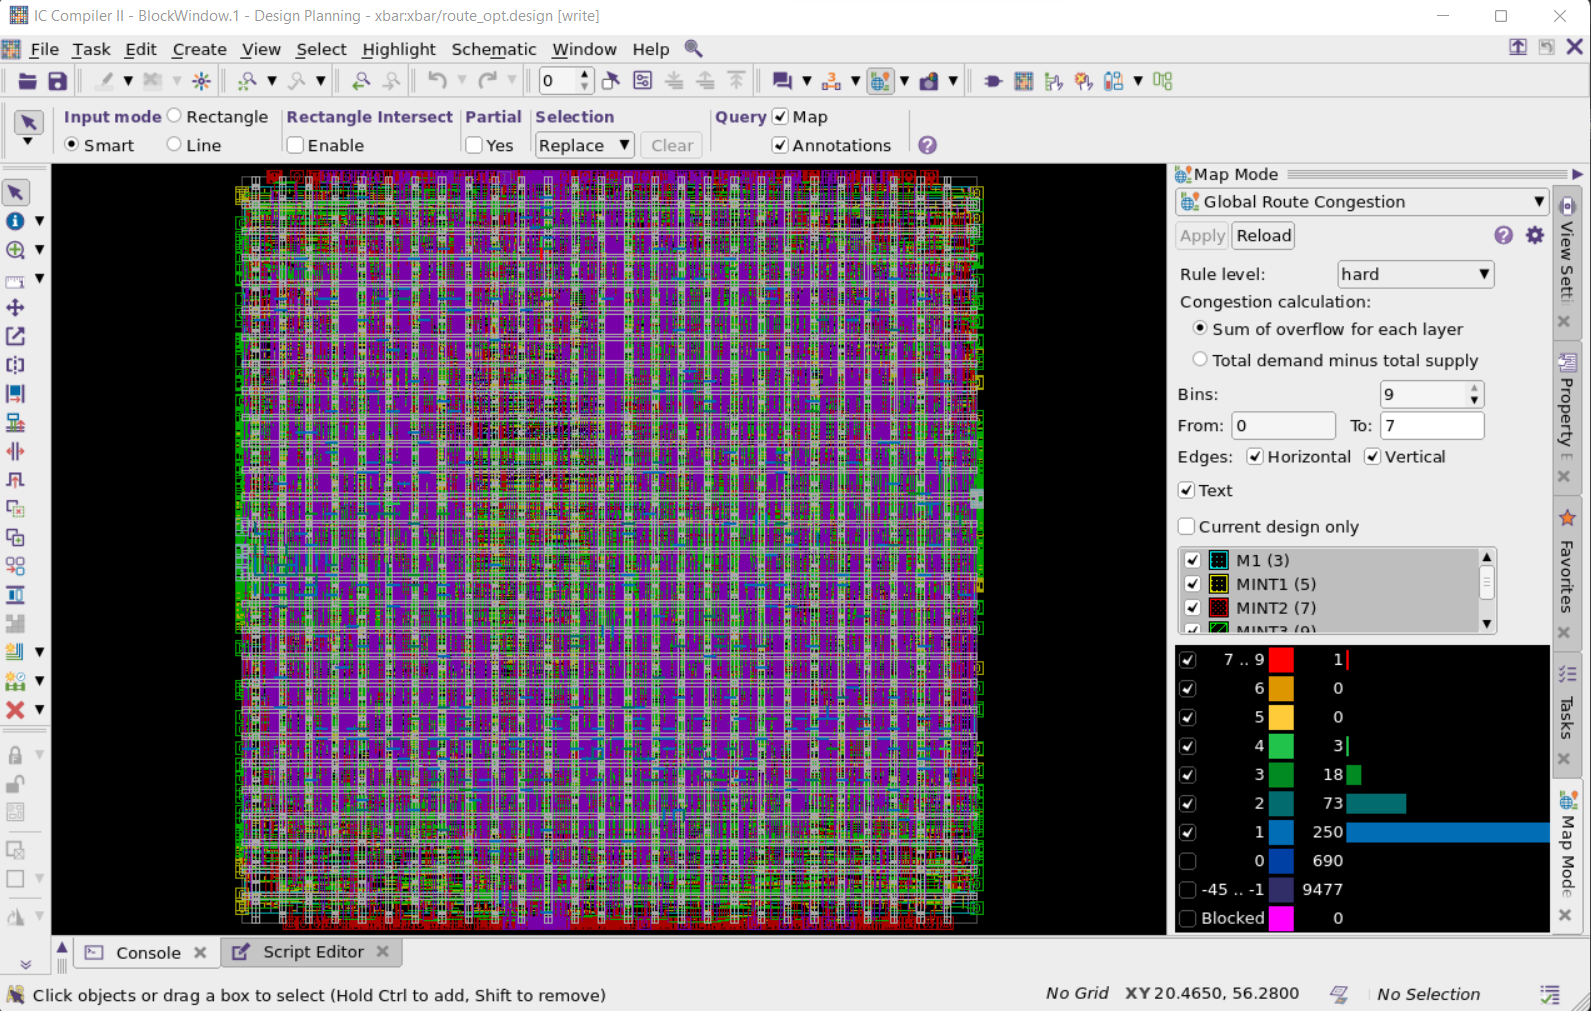 IC Compiler II - BlockWindow.1 - Design Planning - xbar:xbar/route_opt.design [write]
File Task Edit Create View Select Highlight Schematic Window Help
0
Input mode Rectangle Rectangle Intersect Partial Selection Query Map
Smart Line Enable Yes Replace Clear Annotations
Map Mode
Global Route Congestion
Apply Reload
Rule level: hard
Congestion calculation:
Sum of overflow for each layer
Total demand minus total supply
Bins: 9
From: 0 To: 7
Edges: Horizontal Vertical
Text
Current design only
M1 (3)
MINT1 (5)
MINT2 (7)
MINT3 (9)
7 .. 9 1
6 0
5 0
4 3
3 18
2 73
1 250
0 690
-45 .. -1 9477
Blocked 0
View Setti
Property E
Favorites
Tasks
Map Mode
Console Script Editor
Click objects or drag a box to select (Hold Ctrl to add, Shift to remove)
No Grid XY 20.4650, 56.2800 No Selection